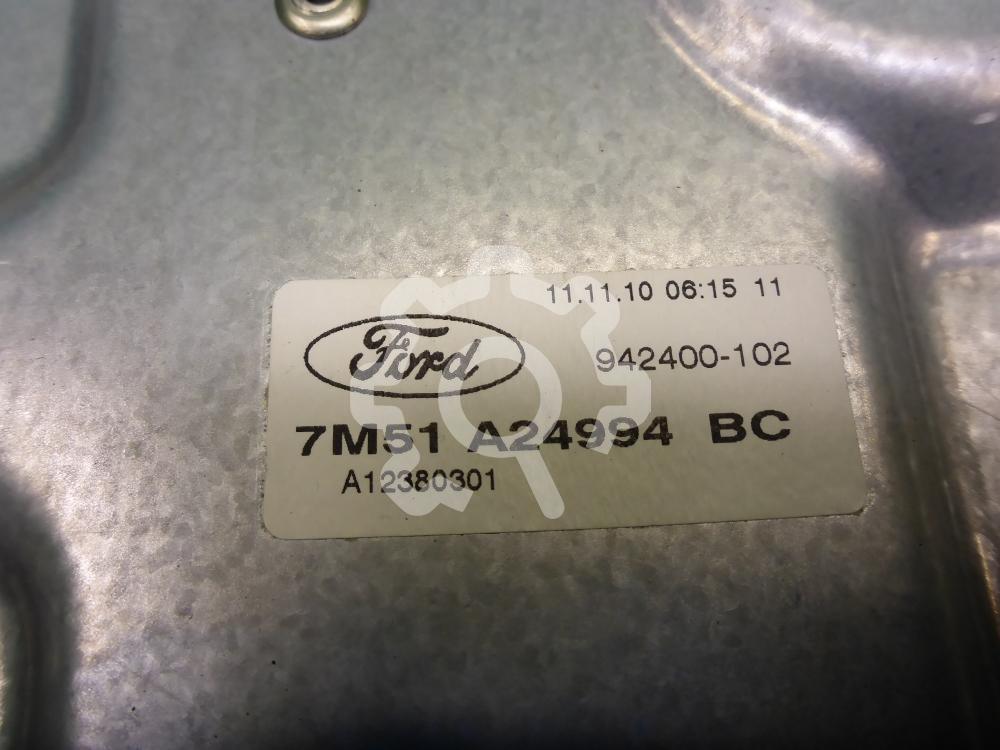 11.11.10 06:15 11
Ford
942400-102
7M51 A24994 BC
A12380301